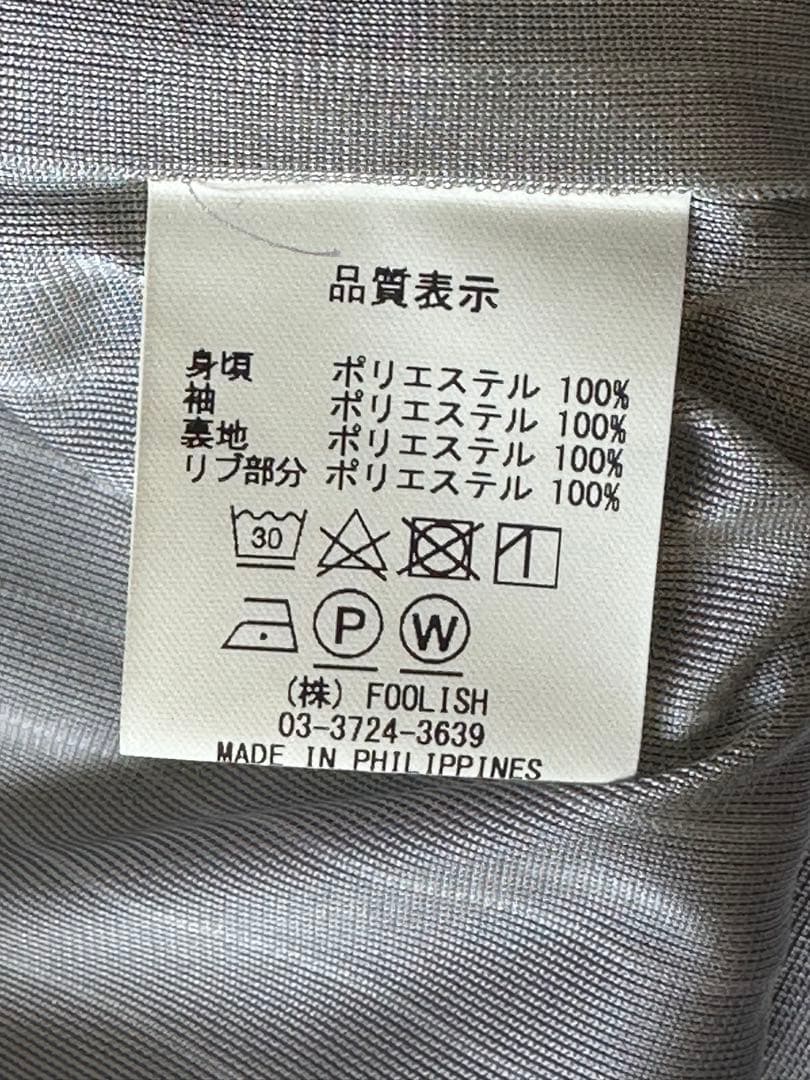 品質表示
身頃 ポリエステル 100%
袖 ポリエステル 100%
裏地 ポリエステル 100%
リブ部分 ポリエステル 100%
30
P W
(株) FOOLISH
03-3724-3639
MADE IN PHILIPPINES